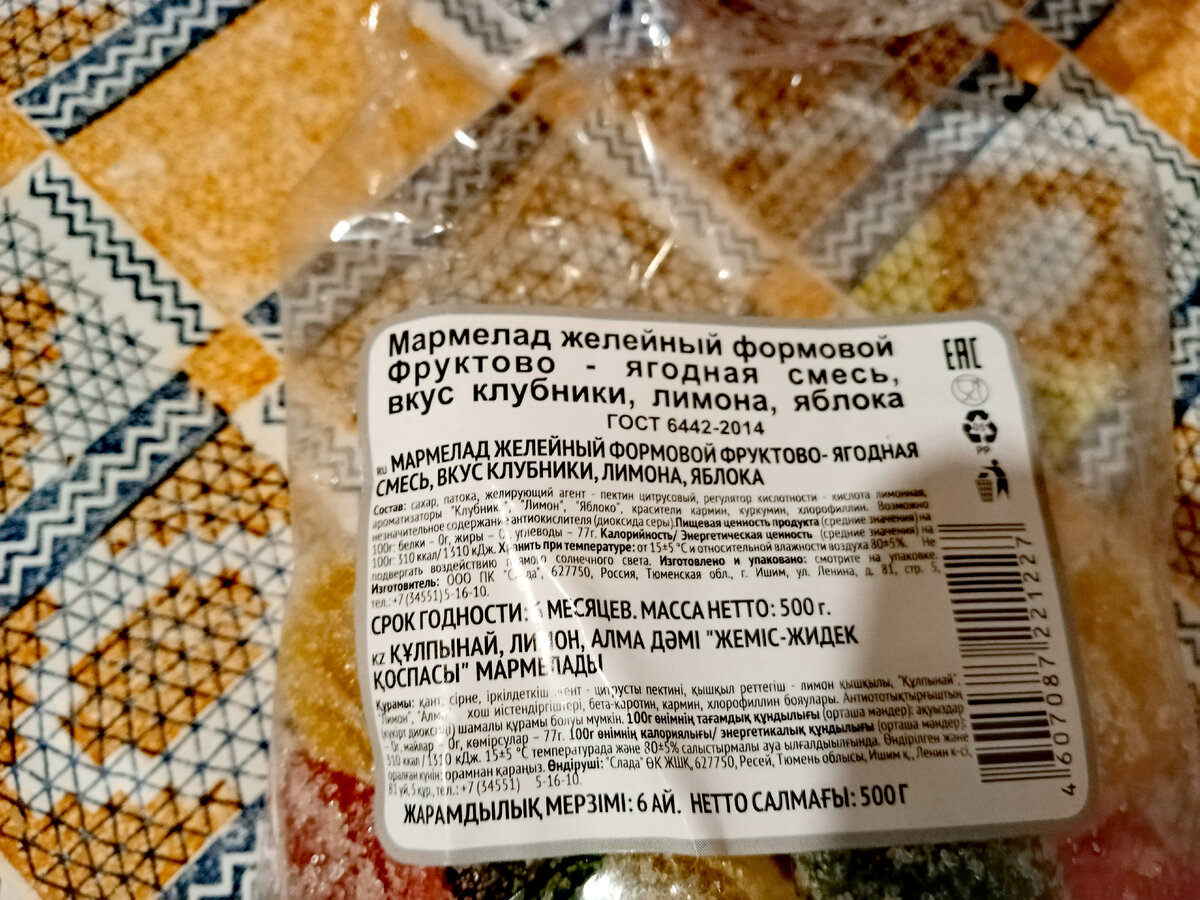 Мармелад желейный формовой
Фруктово - ягодная смесь,
вкус клубники, лимона, яблока
ГОСТ 6442-2014
EAC
05
PP
RU МАРМЕЛАД ЖЕЛЕЙНЫЙ ФОРМОВОЙ ФРУКТОВО- ЯГОДНАЯ
СМЕСЬ, ВКУС КЛУБНИКИ, ЛИМОНА, ЯБЛОКА
Состав: сахар, патока, желирующий агент - пектин цитрусовый, регулятор кислотности - кислота лимонная,
ароматизаторы "Клубника", "Лимон", "Яблоко", красители кармин, куркумин, хлорофиллин. Возможно
незначительное содержание антиокислителя (диоксида серы). Пищевая ценность продукта (средние значения) на
100г: белки – 0г, жиры – 0г, углеводы – 77г. Калорийность/ Энергетическая ценность (средние значения) на
100г: 310 ккал/1310 кДж. Хранить при температуре: от 15±5 °С и относительной влажности воздуха 80±5%. Не
подвергать воздействию прямого солнечного света. Изготовлено и упаковано: смотрите на упаковке.
Изготовитель: ООО ПК "Слада", 627750, Россия, Тюменская обл., г. Ишим, ул. Ленина, д. 81, стр. 5,
тел.:+7 (34551) 5-16-10.
СРОК ГОДНОСТИ: МЕСЯЦЕВ. МАССА НЕТТО: 500 г.
KZ ҚҰЛПЫНАЙ, ЛИМОН, АЛМА ДӘМІ "ЖЕМІС-ЖИДЕК
ҚОСПАСЫ" МАРМЕЛАДЫ
Құрамы: қант, сірне, іркілдеткіш агент - цитрусты пектині, қышқыл реттегіш - лимон қышқылы, "Құлпынай",
"Лимон", "Алма" хош иістендіргіштері, бета-каротин, кармин, хлорофиллин бояулары. Антиотықтырғыштың
(күкірт диоксиді) шамалы құрамы болуы мүмкін. 100г өнімнің тағамдық құндылығы (орташа мәндер): ақуыздар
– 0г, майлар – 0г, көмірсулар – 77г. 100г өнімнің калориялығы/ энергетикалық құндылығы (орташа мәндер):
310 ккал/1310 кДж. 15±5 °С температурада және 80±5% салыстырмалы ауа ылғалдылығында. Өндірілген және
оралған күнін: орамнан қараңыз. Өндіруші: "Слада" ӨК ЖШҚ, 627750, Ресей, Тюмень облысы, Ишим қ., Ленин к-сі,
81 үй, 5 құр., тел.: +7 (34551) 5-16-10.
ЖАРАМДЫЛЫҚ МЕРЗІМІ: 6 АЙ. НЕТТО САЛМАҒЫ: 500Г
4 607087 221227